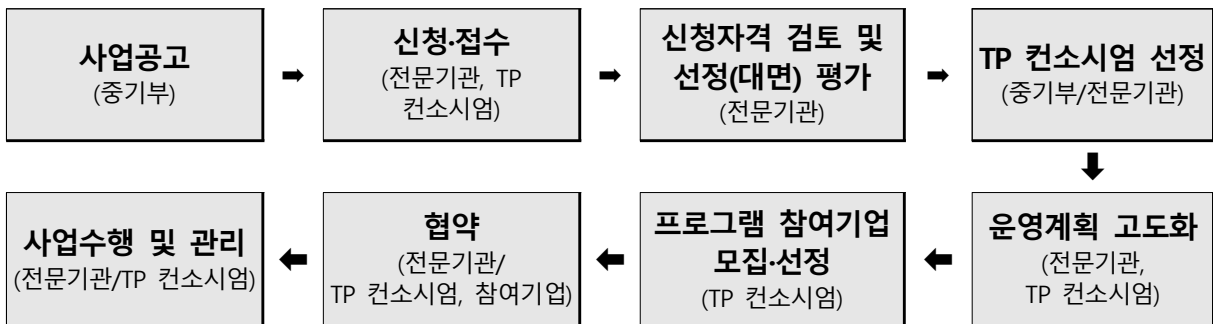 사업공고
(중기부)
➡
신청·접수
(전문기관, TP
컨소시엄)
➡
신청자격 검토 및
선정(대면) 평가
(전문기관)
➡
TP 컨소시엄 선정
(중기부/전문기관)
⬇
운영계획 고도화
(전문기관,
TP 컨소시엄)
⬅
프로그램 참여기업
모집·선정
(TP 컨소시엄)
⬅
협약
(전문기관/
TP 컨소시엄, 참여기업)
⬅
사업수행 및 관리
(전문기관/TP 컨소시엄)